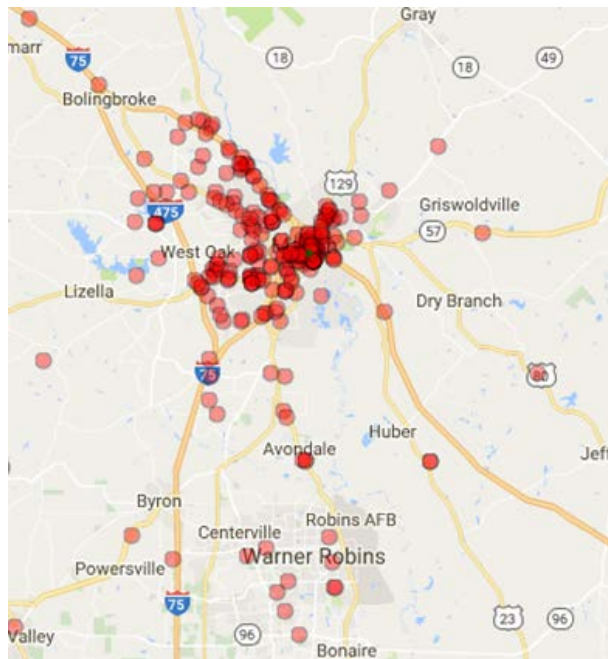 Gray
marr
18
49
75
18
Bolingbroke
129
Griswoldville
475
57
West Oak
Lizella
Dry Branch
75
80
Huber
Avondale
Jeff
Byron
Robins AFB
Centerville
Warner Robins
Powersville
75
23
96
Valley
96
Bonaire